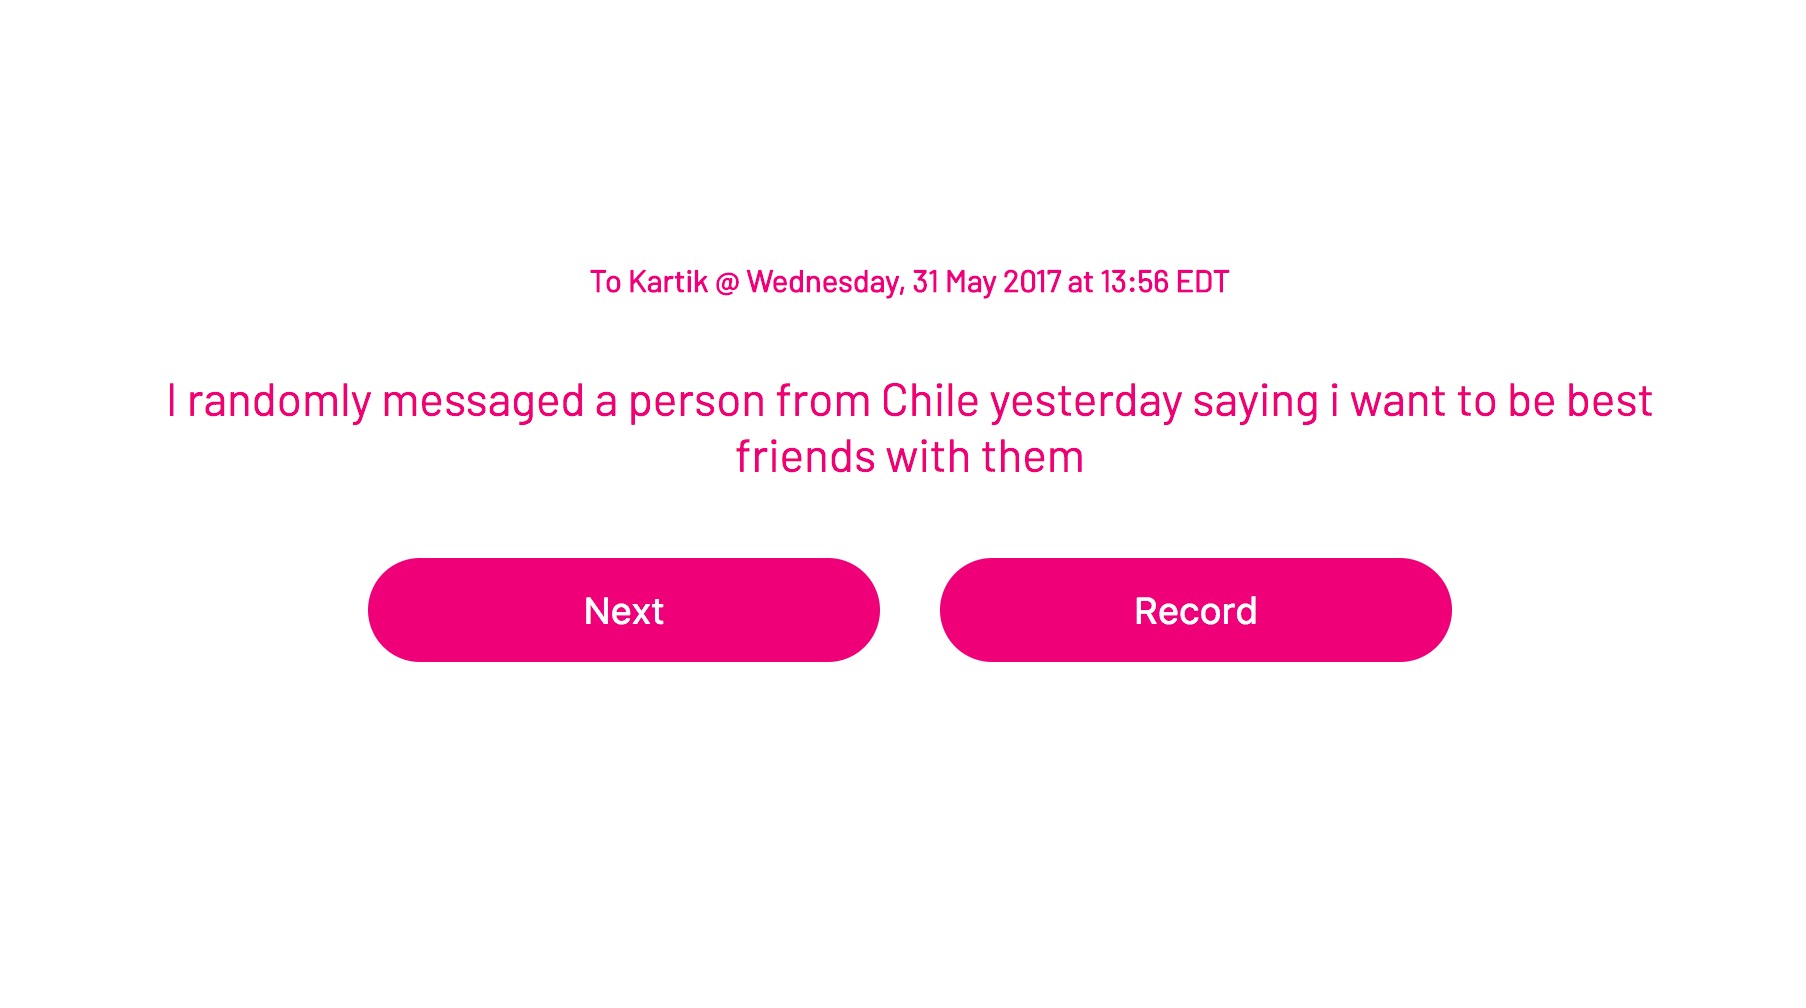 To Kartik @ Wednesday, 31 May 2017 at 13:56 EDT
I randomly messaged a person from Chile yesterday saying i want to be best
friends with them
Next
Record